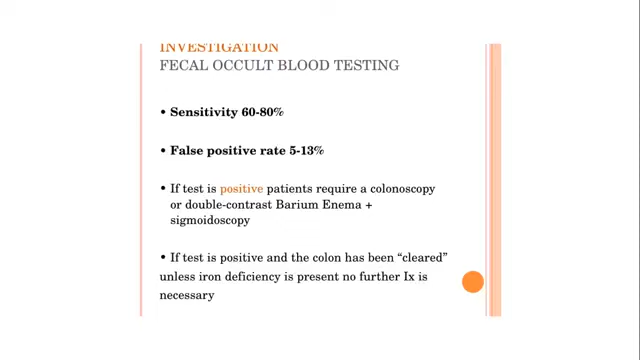 INVESTIGATION
FECAL OCCULT BLOOD TESTING
• Sensitivity 60-80%
• False positive rate 5-13%
• If test is positive patients require a colonoscopy
or double-contrast Barium Enema +
sigmoidoscopy
• If test is positive and the colon has been “cleared”
unless iron deficiency is present no further Ix is
necessary